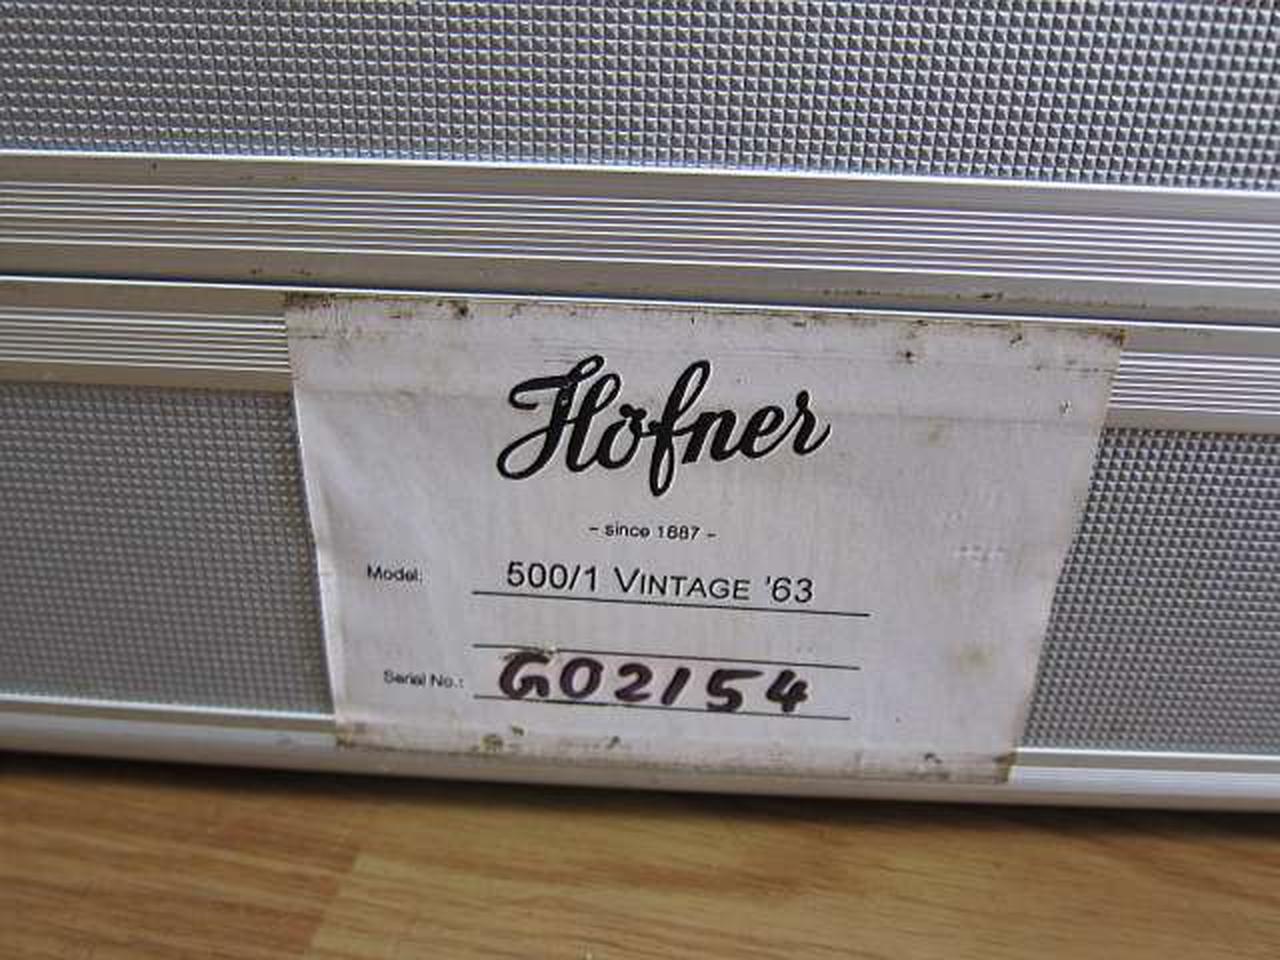 Höfner
- since 1887 -
Model: 500/1 VINTAGE '63
Serial No.: G02154